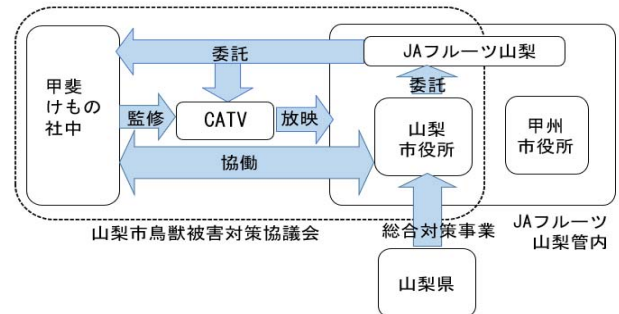 JAフルーツ山梨
委託
委託
甲斐
けもの
社中
監修
CATV
放映
山梨
市役所
甲州
市役所
協働
山梨市鳥獣被害対策協議会
総合対策事業
JAフルーツ
山梨管内
山梨県